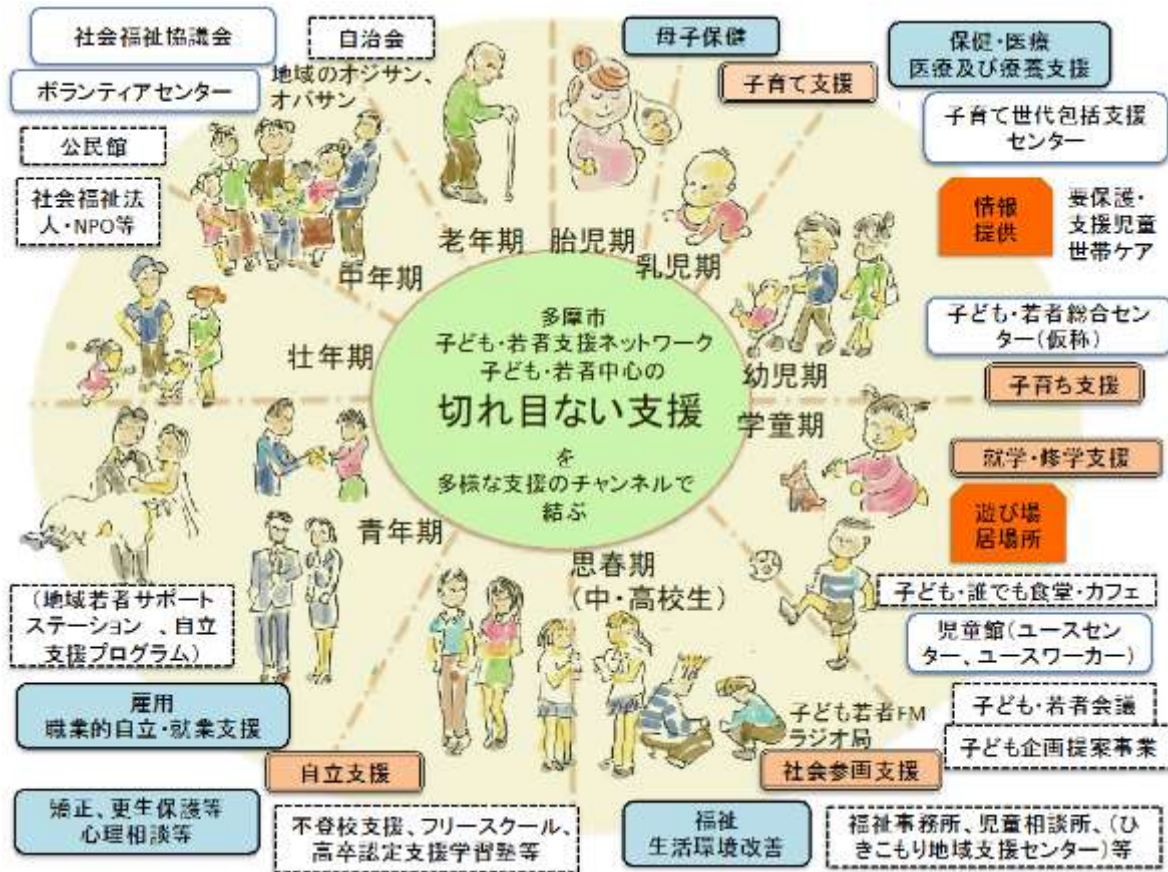 社会福祉協議会
ボランティアセンター
公民館
社会福祉法
人・NPO等
自治会
地域のオジサン、
オバサン
母子保健
子育て支援
保健・医療
医療及び療養支援
子育て世代包括支援
センター
情報
提供
要保護・
支援児童
世帯ケア
子ども・若者総合セン
ター(仮称)
子育ち支援
就学・修学支援
遊び場
居場所
子ども・誰でも食堂・カフェ
児童館(ユースセン
ター、ユースワーカー)
子ども・若者会議
子ども企画提案事業
子ども若者FM
ラジオ局
社会参画支援
老年期
胎児期
乳児期
幼児期
学童期
思春期
(中・高校生)
青年期
壮年期
中年期
多摩市
子ども・若者支援ネットワーク
子ども・若者中心の
切れ目ない支援
を
多様な支援のチャンネルで
結ぶ
(地域若者サポート
ステーション 、自立
支援プログラム)
雇用
職業的自立・就業支援
自立支援
矯正、更生保護等
心理相談等
不登校支援、フリースクール、
高卒認定支援学習塾等
福祉
生活環境改善
福祉事務所、児童相談所、(ひ
きこもり地域支援センター)等